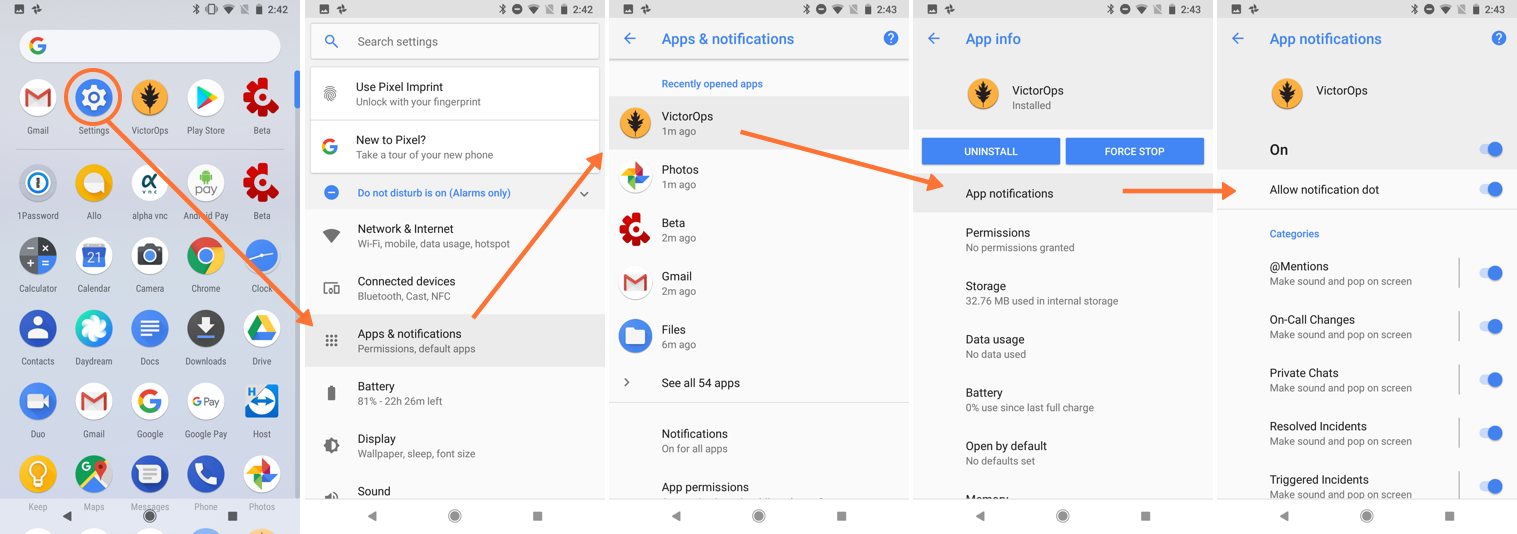 2:42
Gmail
Settings
VictorOps
Play Store
Beta
1Password
Allo
alpha vnc
Android Pay
Beta
Calculator
Calendar
Camera
Chrome
Clock
Contacts
Daydream
Docs
Downloads
Drive
Duo
Gmail
Google
Google Pay
Host
Keep
Maps
Messages
Phone
Photos
2:42
Search settings
Use Pixel Imprint
Unlock with your fingerprint
New to Pixel?
Take a tour of your new phone
Do not disturb is on (Alarms only)
Network & Internet
Wi-Fi, mobile, data usage, hotspot
Connected devices
Bluetooth, Cast, NFC
Apps & notifications
Permissions, default apps
Battery
81% - 22h 26m left
Display
Wallpaper, sleep, font size
Sound
2:43
Apps & notifications
Recently opened apps
VictorOps
1m ago
Photos
1m ago
Beta
2m ago
Gmail
2m ago
Files
6m ago
See all 54 apps
Notifications
On for all apps
App permissions
2:43
App info
VictorOps
Installed
UNINSTALL
FORCE STOP
App notifications
Permissions
No permissions granted
Storage
32.76 MB used in internal storage
Data usage
No data used
Battery
0% use since last full charge
Open by default
No defaults set
Memory
2:43
App notifications
VictorOps
On
Allow notification dot
Categories
@Mentions
Make sound and pop on screen
On-Call Changes
Make sound and pop on screen
Private Chats
Make sound and pop on screen
Resolved Incidents
Make sound and pop on screen
Triggered Incidents
Make sound and pop on screen